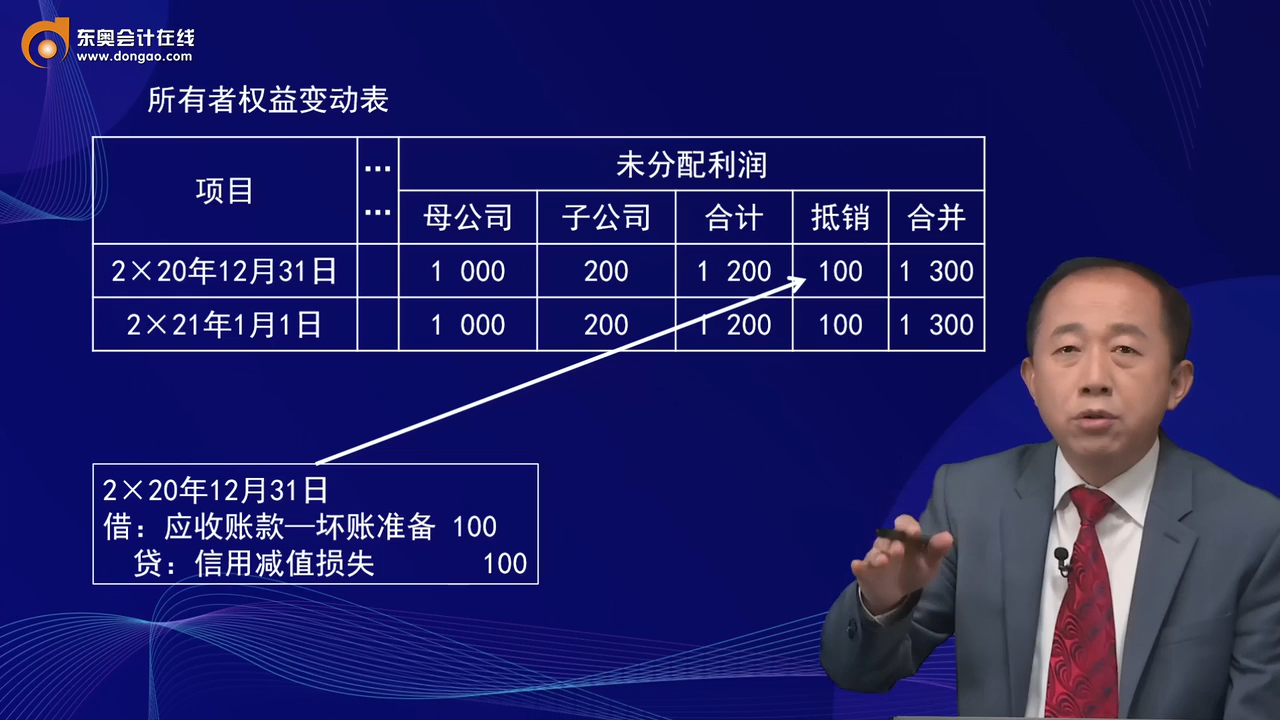 东奥会计在线
www.dongao.com
所有者权益变动表
项目 …… 未分配利润
母公司 子公司 合计 抵销 合并
2×20年12月31日 1 000 200 1 200 100 1 300
2×21年1月1日 1 000 200 1 200 100 1 300
2×20年12月31日
借：应收账款—坏账准备 100
贷：信用减值损失 100